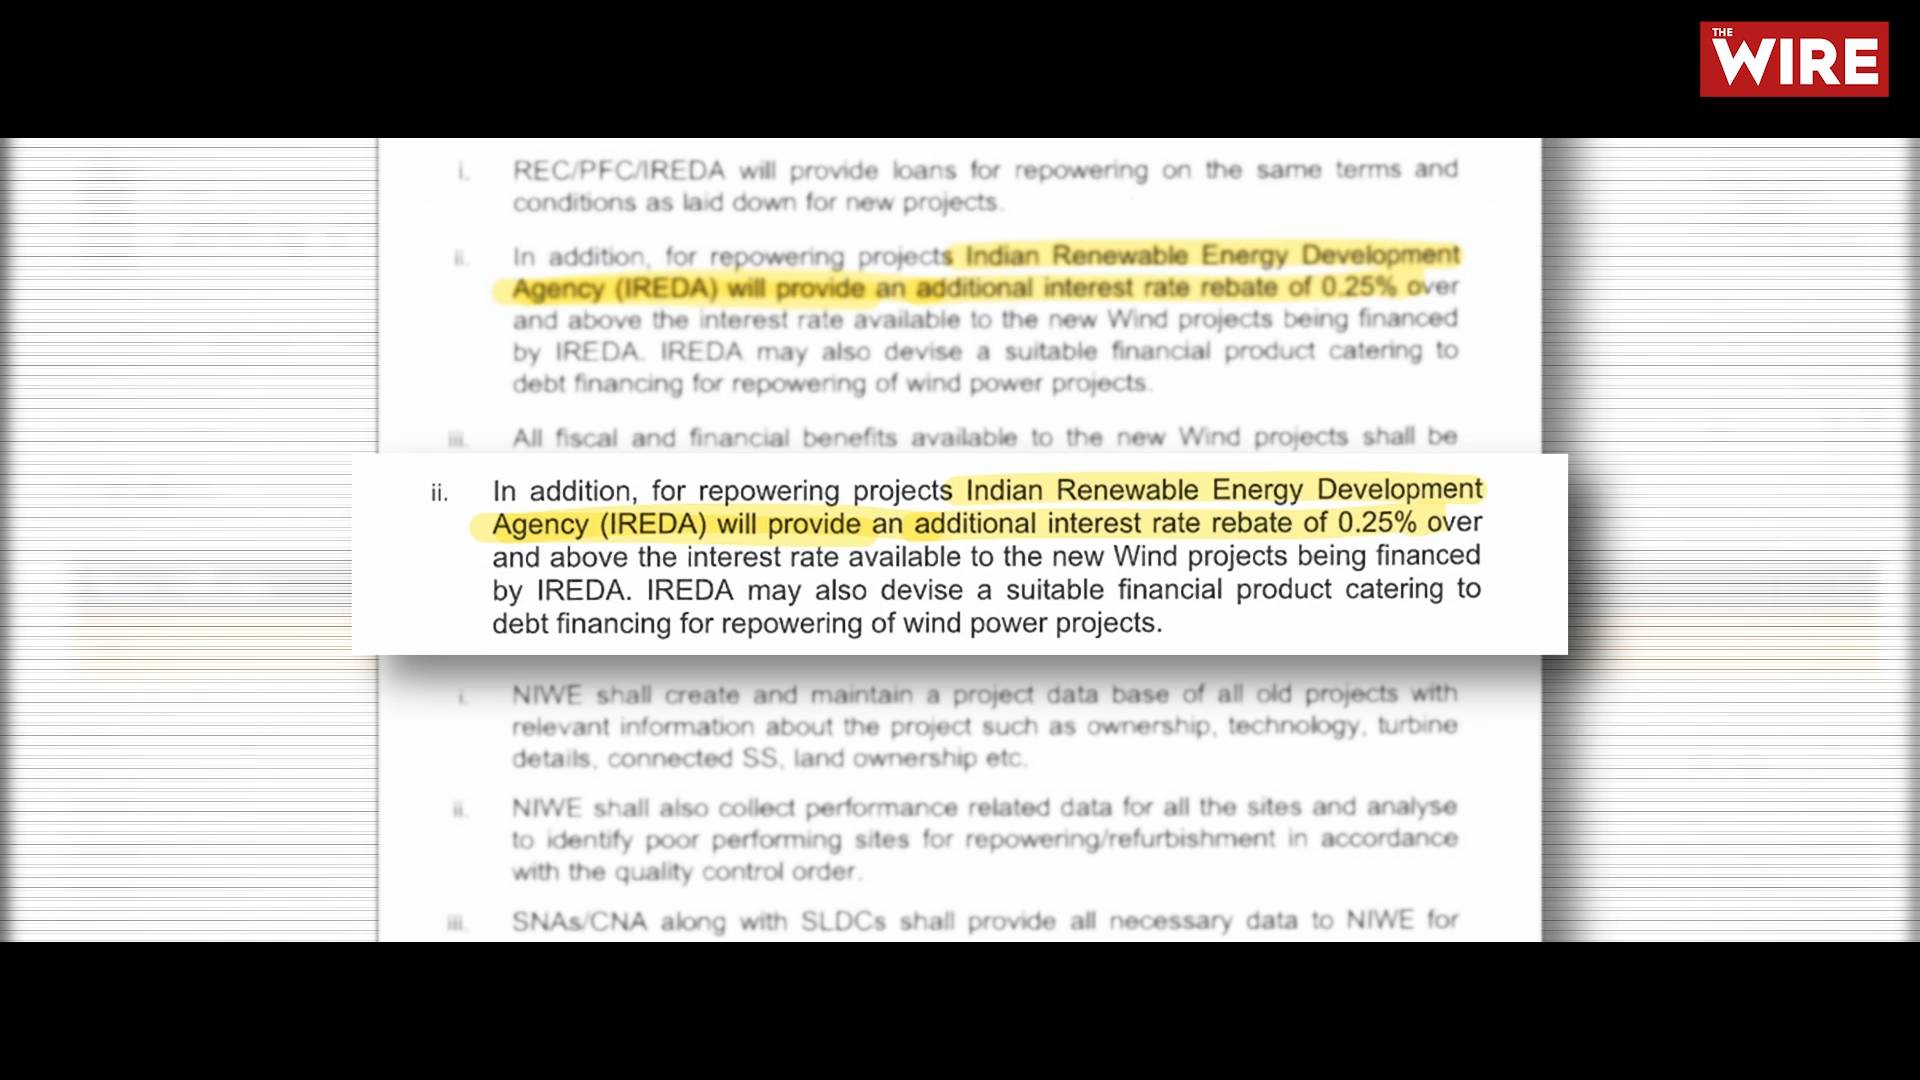 THE
WIRE
i. REC/PFC/IREDA will provide loans for repowering on the same terms and
conditions as laid down for new projects.
ii. In addition, for repowering projects Indian Renewable Energy Development
Agency (IREDA) will provide an additional interest rate rebate of 0.25% over
and above the interest rate available to the new Wind projects being financed
by IREDA. IREDA may also devise a suitable financial product catering to
debt financing for repowering of wind power projects.
iii. All fiscal and financial benefits available to the new Wind projects shall be
ii. In addition, for repowering projects Indian Renewable Energy Development
Agency (IREDA) will provide an additional interest rate rebate of 0.25% over
and above the interest rate available to the new Wind projects being financed
by IREDA. IREDA may also devise a suitable financial product catering to
debt financing for repowering of wind power projects.
i. NIWE shall create and maintain a project data base of all old projects with
relevant information about the project such as ownership, technology, turbine
details, connected SS, land ownership etc.
ii. NIWE shall also collect performance related data for all the sites and analyse
to identify poor performing sites for repowering/refurbishment in accordance
with the quality control order.
iii. SNAs/CNA along with SLDCs shall provide all necessary data to NIWE for